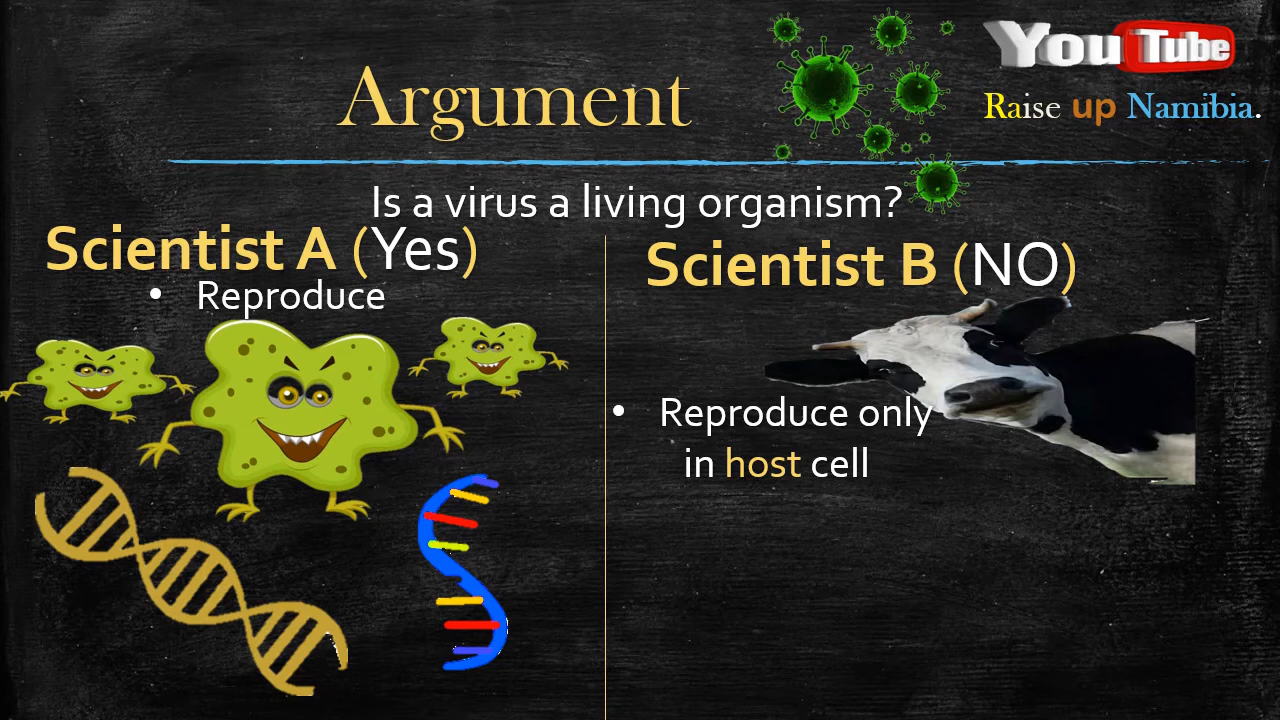 YouTube
Raise up Namibia.
Argument
Is a virus a living organism?
Scientist A (Yes)
• Reproduce
Scientist B (NO)
• Reproduce only
in host cell